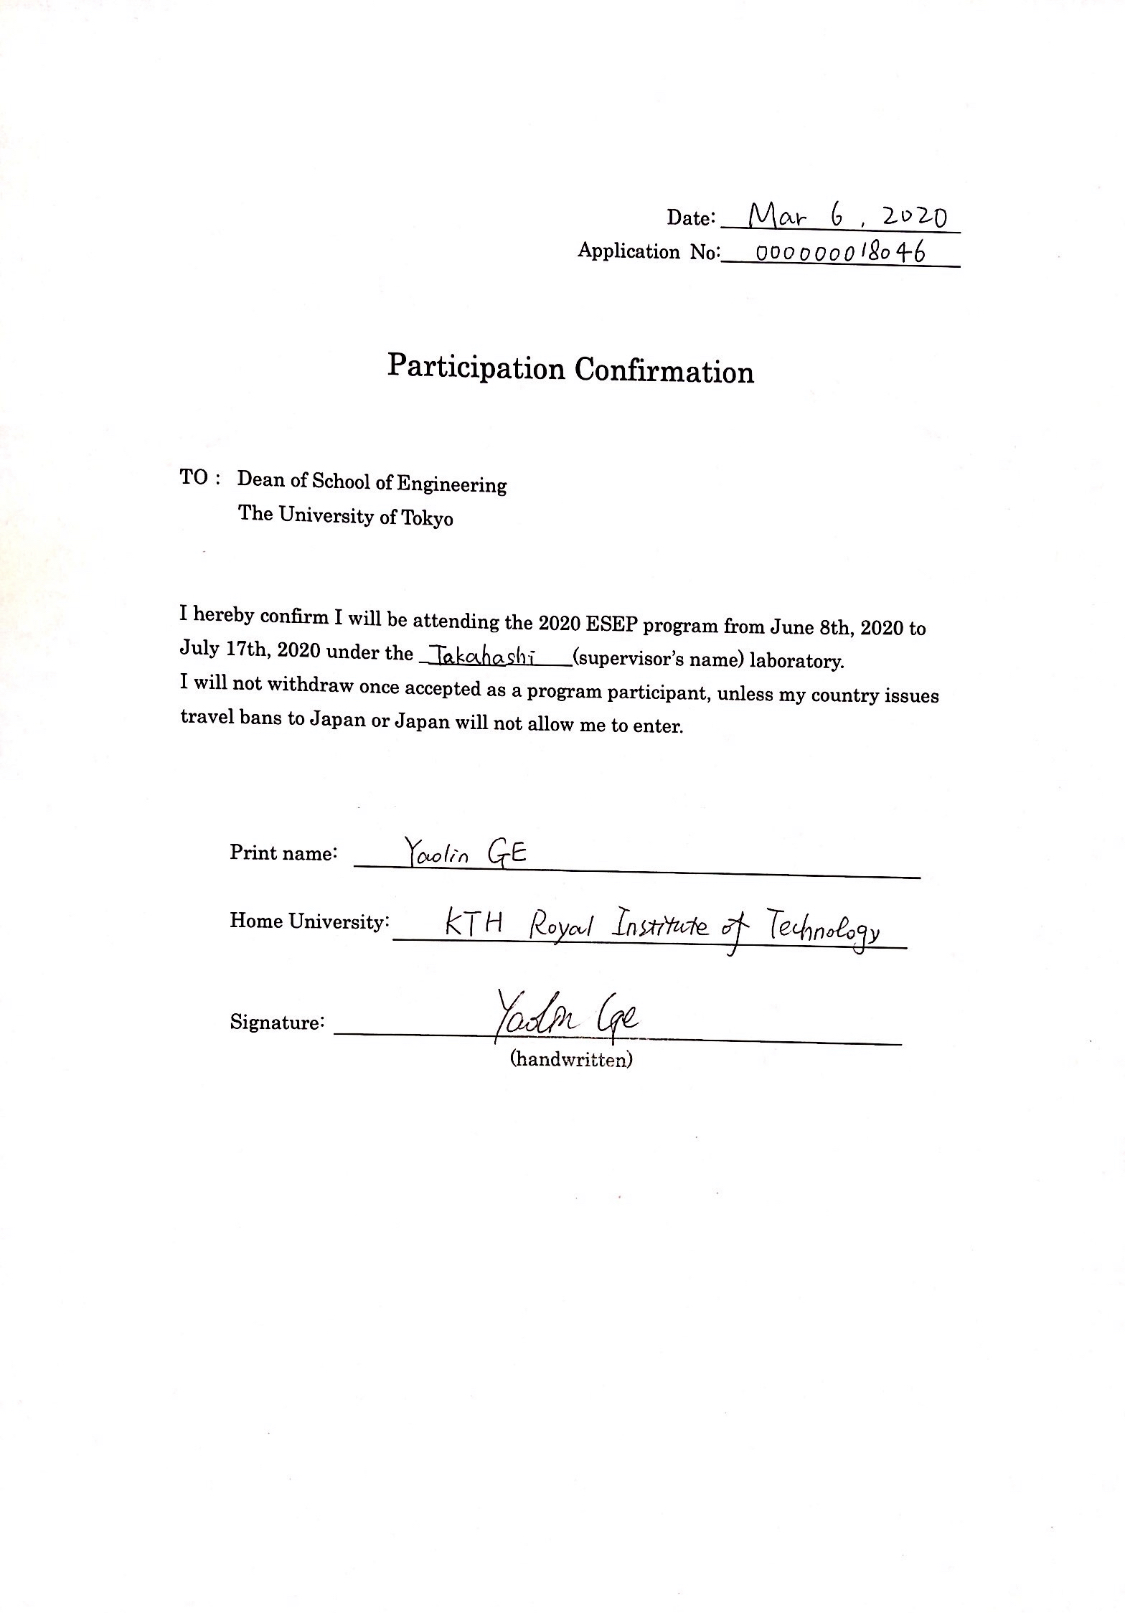 Date: Mar 6, 2020
Application No: 000000018046
Participation Confirmation
TO : Dean of School of Engineering
The University of Tokyo
I hereby confirm I will be attending the 2020 ESEP program from June 8th, 2020 to
July 17th, 2020 under the Takahashi (supervisor's name) laboratory.
I will not withdraw once accepted as a program participant, unless my country issues
travel bans to Japan or Japan will not allow me to enter.
Print name: Yaolin GE
Home University: KTH Royal Institute of Technology
Signature: Yaolin Ge
(handwritten)